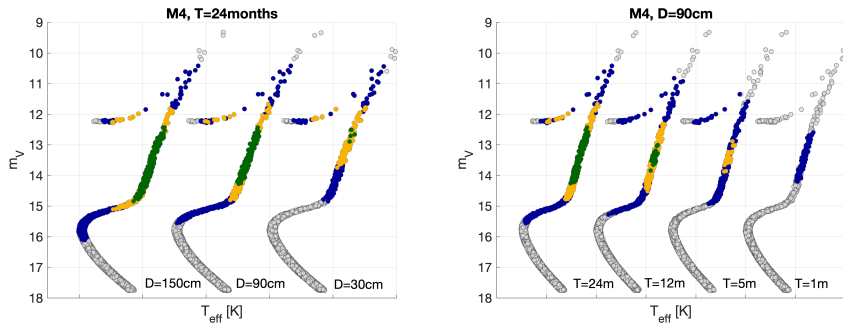 M4, T=24months
9
10
11
12
13
14
15
16
17
18
m_V
D=150cm
D=90cm
D=30cm
T_eff [K]
M4, D=90cm
9
10
11
12
13
14
15
16
17
18
m_V
T=24m
T=12m
T=5m
T=1m
T_eff [K]